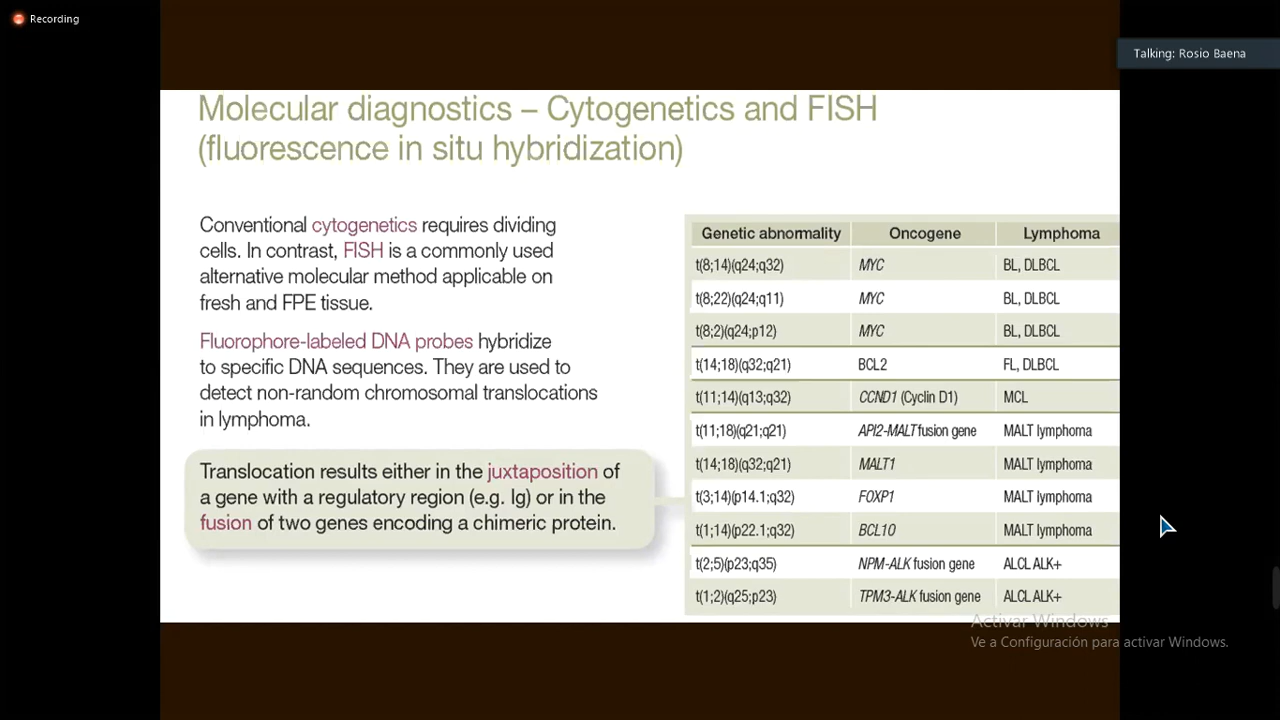 Recording
Talking: Rosio Baena
Molecular diagnostics – Cytogenetics and FISH
(fluorescence in situ hybridization)
Conventional cytogenetics requires dividing
cells. In contrast, FISH is a commonly used
alternative molecular method applicable on
fresh and FPE tissue.
Fluorophore-labeled DNA probes hybridize
to specific DNA sequences. They are used to
detect non-random chromosomal translocations
in lymphoma.
Translocation results either in the juxtaposition of
a gene with a regulatory region (e.g. Ig) or in the
fusion of two genes encoding a chimeric protein.
Genetic abnormality Oncogene Lymphoma
t(8;14)(q24;q32) MYC BL, DLBCL
t(8;22)(q24;q11) MYC BL, DLBCL
t(8;2)(q24;p12) MYC BL, DLBCL
t(14;18)(q32;q21) BCL2 FL, DLBCL
t(11;14)(q13;q32) CCND1 (Cyclin D1) MCL
t(11;18)(q21;q21) API2-MALT fusion gene MALT lymphoma
t(14;18)(q32;q21) MALT1 MALT lymphoma
t(3;14)(p14.1;q32) FOXP1 MALT lymphoma
t(1;14)(p22.1;q32) BCL10 MALT lymphoma
t(2;5)(p23;q35) NPM-ALK fusion gene ALCL ALK+
t(1;2)(q25;p23) TPM3-ALK fusion gene ALCL ALK+
Activar Windows
Ve a Configuración para activar Windows.